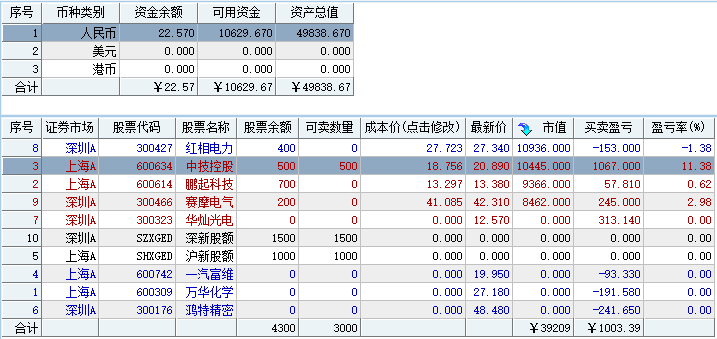 序号 币种类别 资金余额 可用资金 资产总值
1 人民币 22.570 10629.670 49838.670
2 美元 0.000 0.000 0.000
3 港币 0.000 0.000 0.000
合计 ￥22.57 ￥10629.67 ￥49838.67
序号 证券市场 股票代码 股票名称 股票余额 可卖数量 成本价(点击修改) 最新价 市值 买卖盈亏 盈亏率(%)
8 深圳A 300427 红相电力 400 0 27.723 27.340 10936.000 -153.000 -1.38
3 上海A 600634 中技控股 500 500 18.756 20.890 10445.000 1067.000 11.38
2 上海A 600614 鹏起科技 700 0 13.297 13.380 9366.000 57.810 0.62
9 深圳A 300466 赛摩电气 200 0 41.085 42.310 8462.000 245.000 2.98
7 深圳A 300323 华灿光电 0 0 0.000 12.570 0.000 313.140 0.00
10 深圳A SZXGED 深新股额 1500 1500 0.000 0.000 0.000 0.000 0.00
5 上海A SHXGED 沪新股额 1000 1000 0.000 0.000 0.000 0.000 0.00
4 上海A 600742 一汽富维 0 0 0.000 19.950 0.000 -93.330 0.00
1 上海A 600309 万华化学 0 0 0.000 27.180 0.000 -191.580 0.00
6 深圳A 300176 鸿特精密 0 0 0.000 48.480 0.000 -241.650 0.00
合计 4300 3000 ￥39209 ￥1003.39